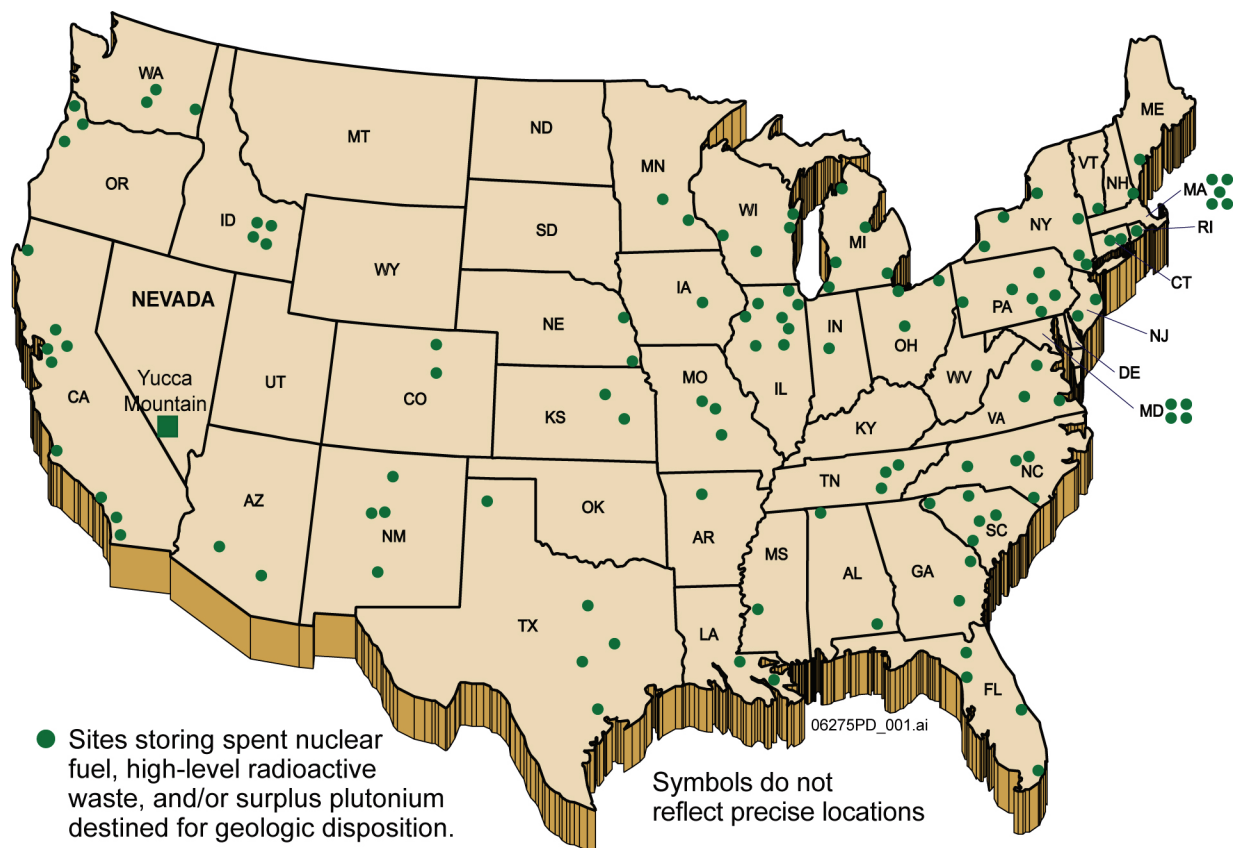 WA
MT
ND
MN
ME
VT
NH
MA
OR
ID
SD
WI
MI
NY
RI
WY
CT
NEVADA
IA
PA
NE
NJ
IN
OH
Yucca
Mountain
UT
CO
CA
KS
MO
IL
WV
DE
VA
MD
KY
TN
NC
AZ
NM
OK
AR
SC
MS
AL
GA
TX
LA
FL
06275PD_001.ai
Sites storing spent nuclear
fuel, high-level radioactive
waste, and/or surplus plutonium
destined for geologic disposition.
Symbols do not
reflect precise locations